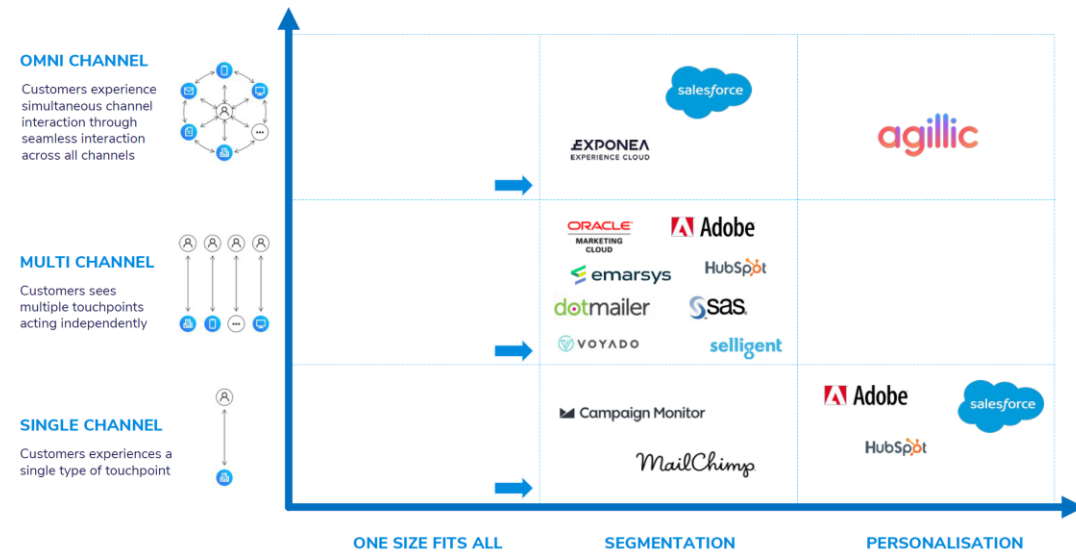 OMNI CHANNEL
Customers experience
simultaneous channel
interaction through
seamless interaction
across all channels
salesforce
EXPONEA
EXPERIENCE CLOUD
agillic
MULTI CHANNEL
Customers sees
multiple touchpoints
acting independently
ORACLE
MARKETING
CLOUD
Adobe
emarsys
HubSpot
dotmailer
sas
VOYADO
selligent
SINGLE CHANNEL
Customers experiences a
single type of touchpoint
Campaign Monitor
MailChimp
Adobe
salesforce
HubSpot
ONE SIZE FITS ALL
SEGMENTATION
PERSONALISATION